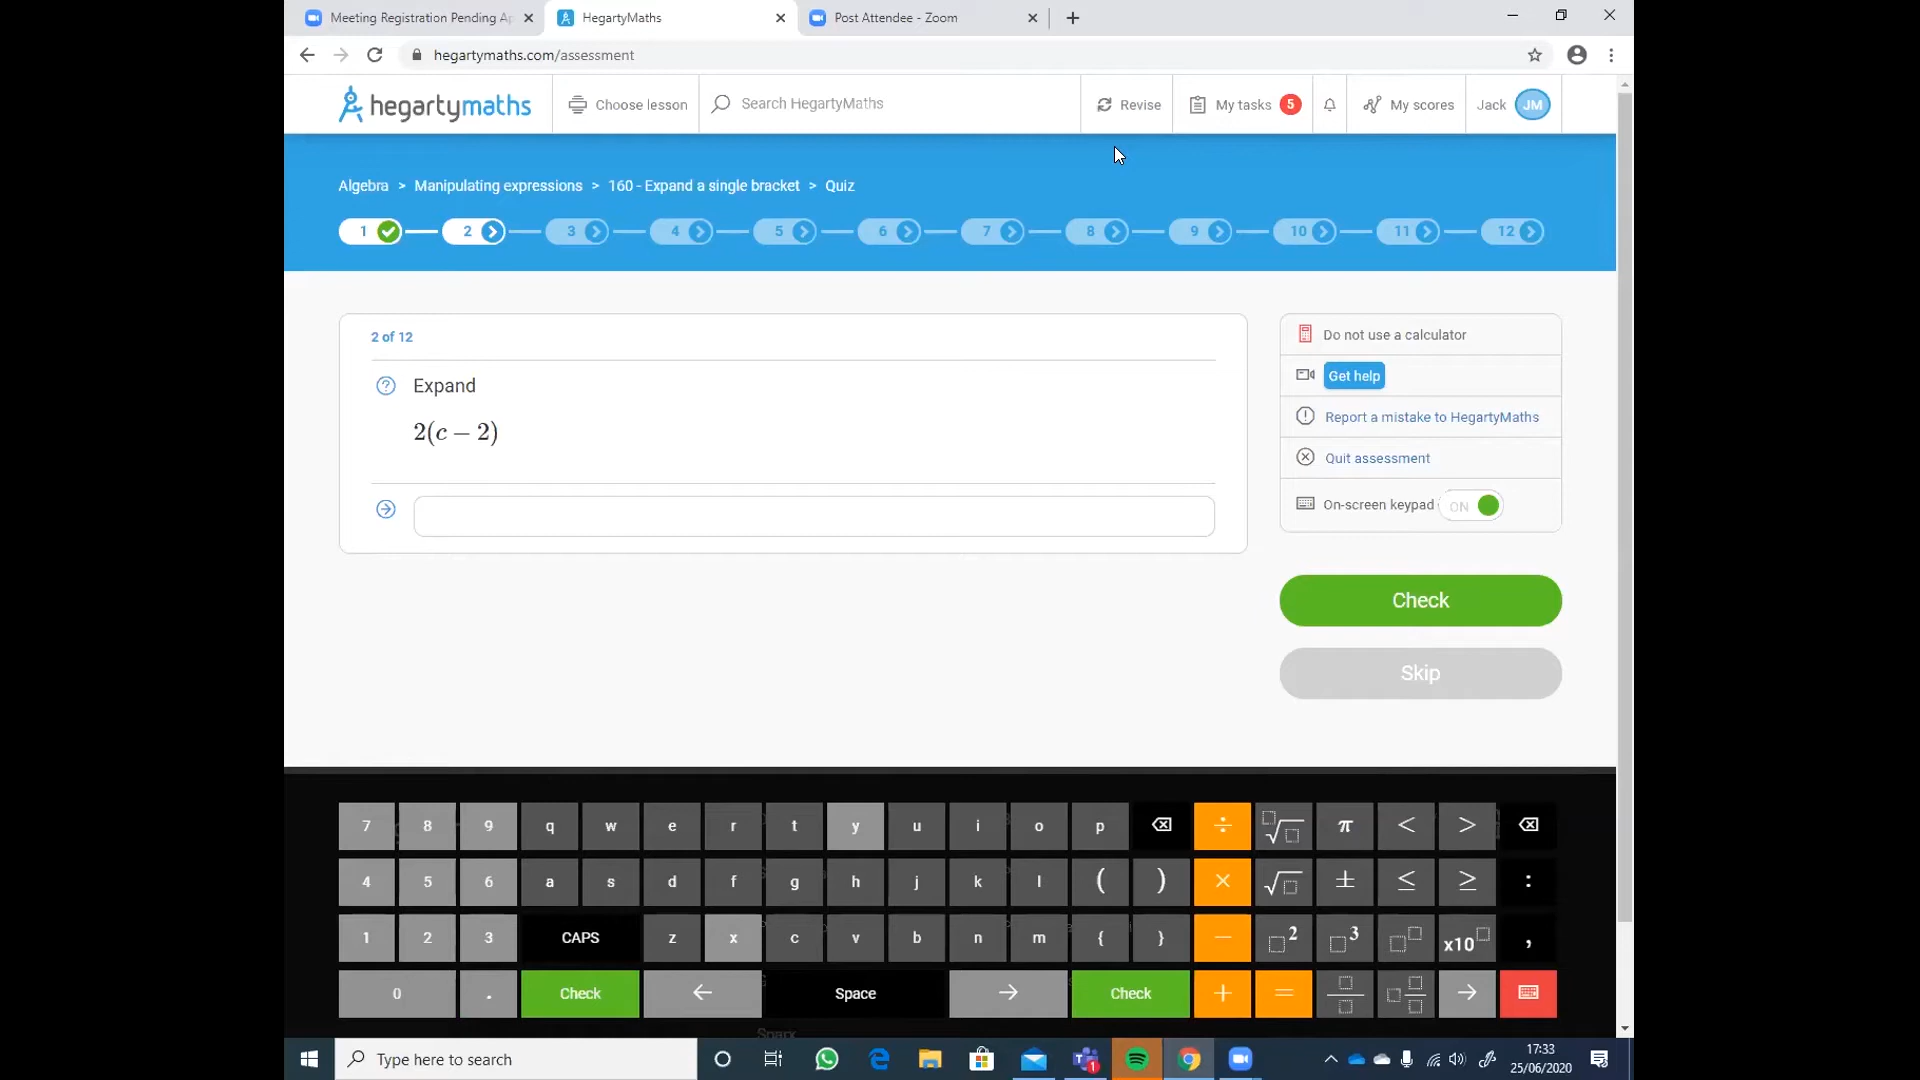 Meeting Registration Pending Ap
HegartyMaths
Post Attendee - Zoom
hegartymaths.com/assessment
hegartymaths
Choose lesson
Search HegartyMaths
Revise
My tasks 5
My scores
Jack JM
Algebra > Manipulating expressions > 160 - Expand a single bracket > Quiz
1 2 3 4 5 6 7 8 9 10 11 12
2 of 12
Expand
2(c − 2)
Do not use a calculator
Get help
Report a mistake to HegartyMaths
Quit assessment
On-screen keypad ON
Check
Skip
7 8 9 q w e r t y u i o p ÷ √ π < >
4 5 6 a s d f g h j k l ( ) × √ ± ≤ ≥ :
1 2 3 CAPS z x c v b n m { } − 2 3 x10 ,
0 . Check ← Space → Check + = →
Sparx
Type here to search
1
17:33
25/06/2020